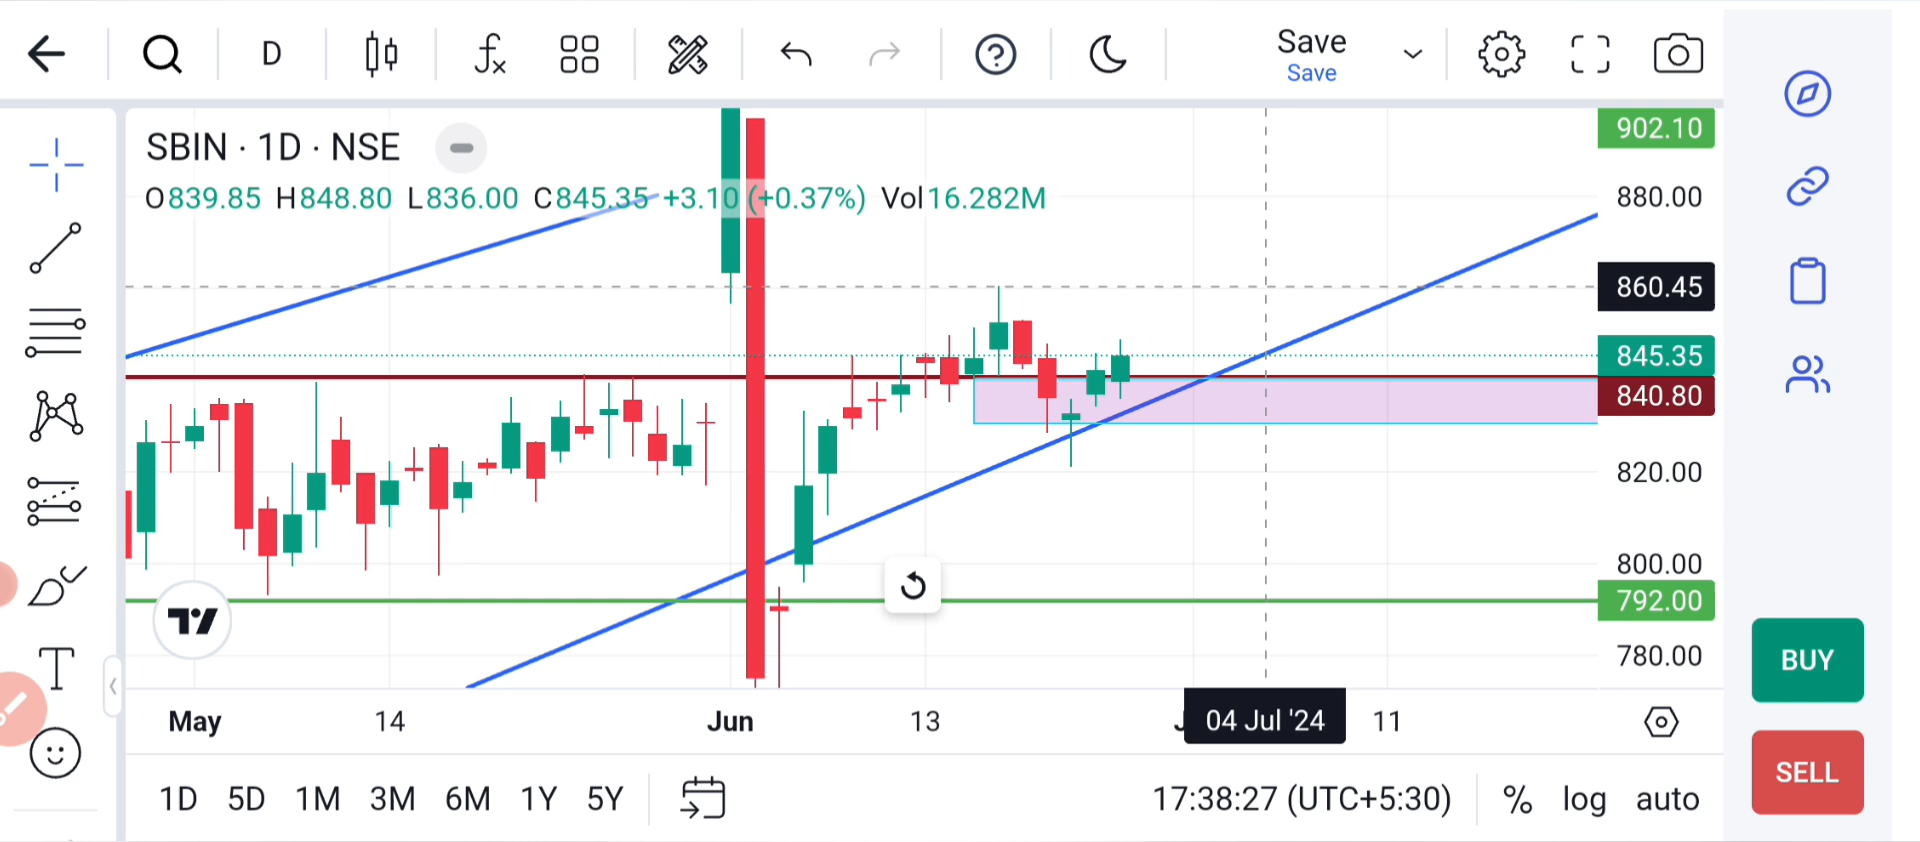 D
Save
Save
SBIN · 1D · NSE
O839.85 H848.80 L836.00 C845.35 +3.10 (+0.37%) Vol16.282M
902.10
880.00
860.45
845.35
840.80
820.00
800.00
792.00
780.00
May 14 Jun 13 J 04 Jul '24 11
1D 5D 1M 3M 6M 1Y 5Y 17:38:27 (UTC+5:30) % log auto
BUY
SELL